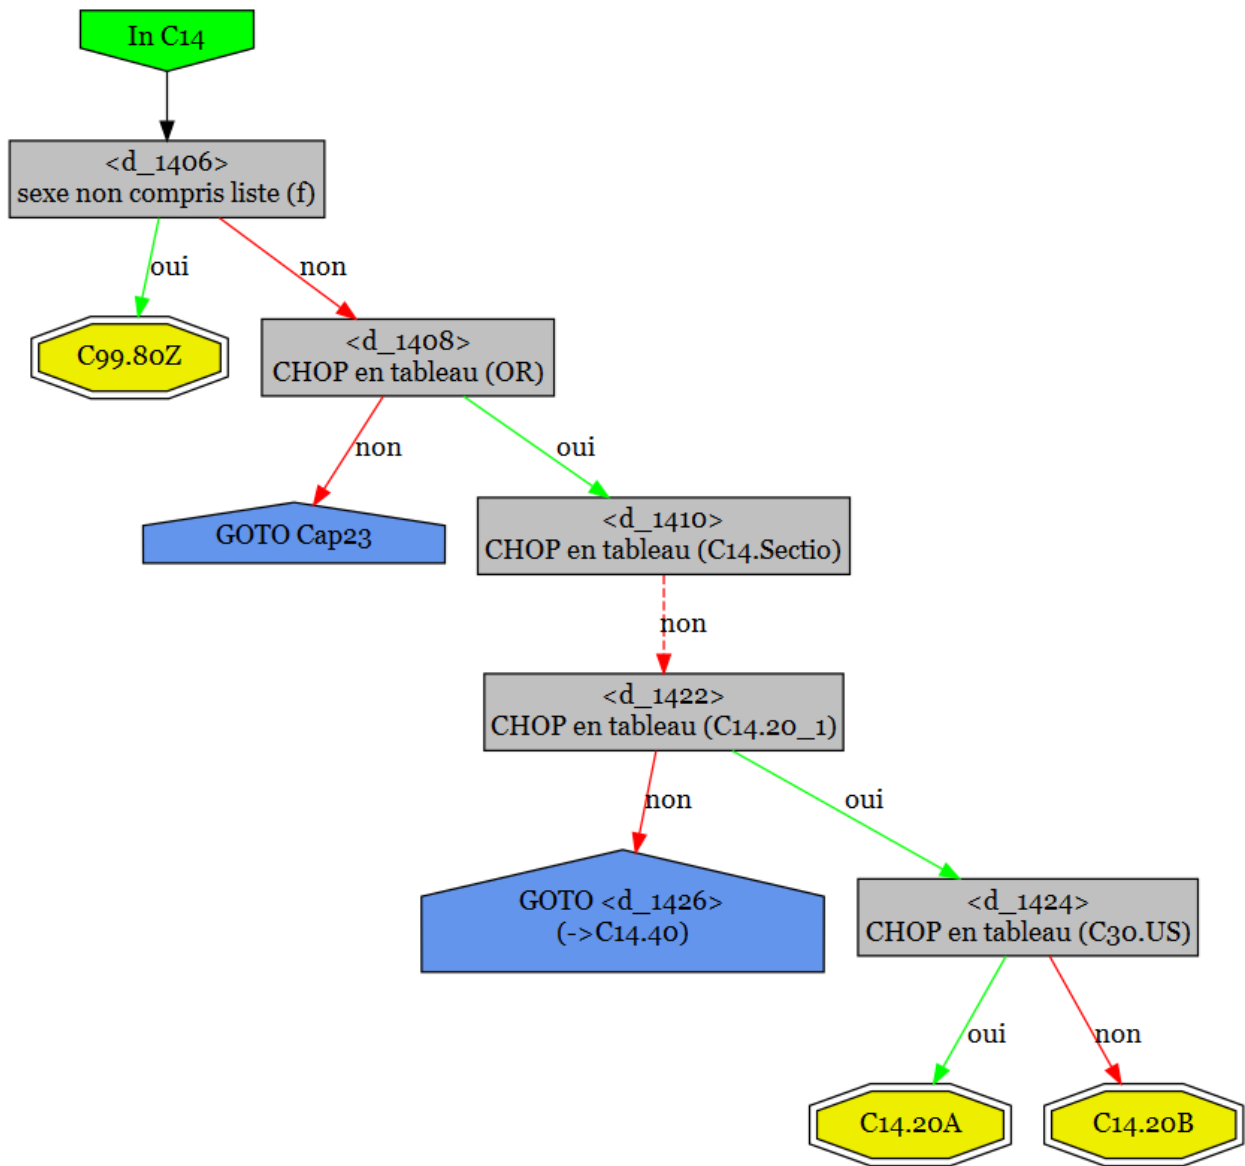 In C14
<d_1406>
sexe non compris liste (f)
oui
non
C99.80Z
<d_1408>
CHOP en tableau (OR)
non
oui
GOTO Cap23
<d_1410>
CHOP en tableau (C14.Sectio)
non
<d_1422>
CHOP en tableau (C14.20_1)
non
oui
GOTO <d_1426>
(->C14.40)
<d_1424>
CHOP en tableau (C30.US)
oui
non
C14.20A
C14.20B